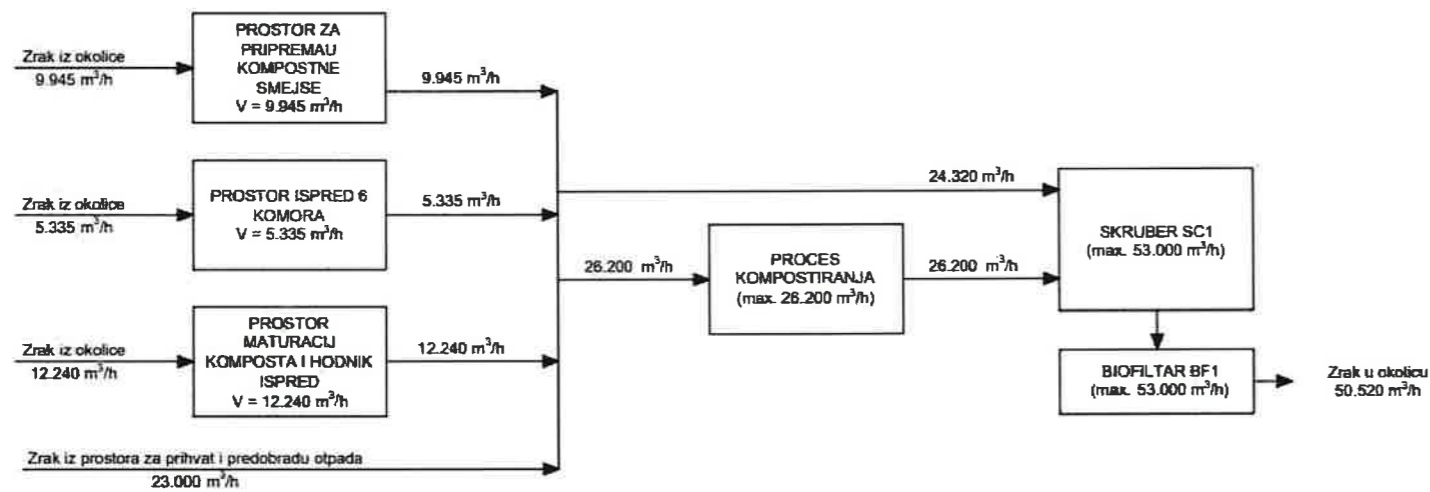 Zrak iz okolice
9.945 m³/h
PROSTOR ZA
PRIPREMAU
KOMPOSTNE
SMEJSE
V = 9.945 m³/h
9.945 m³/h
Zrak iz okolice
5.335 m³/h
PROSTOR ISPRED 6
KOMORA
V = 5.335 m³/h
5.335 m³/h
Zrak iz okolice
12.240 m³/h
PROSTOR
MATURACIJ
KOMPOSTA I HODNIK
ISPRED
V = 12.240 m³/h
12.240 m³/h
Zrak iz prostora za prihvat i predobradu otpada
23.000 m³/h
24.320 m³/h
26.200 m³/h
PROCES
KOMPOSTIRANJA
(max. 26.200 m³/h)
26.200 m³/h
SKRUBER SC1
(max. 53.000 m³/h)
BIOFILTAR BF1
(max. 53.000 m³/h)
Zrak u okolicu
50.520 m³/h